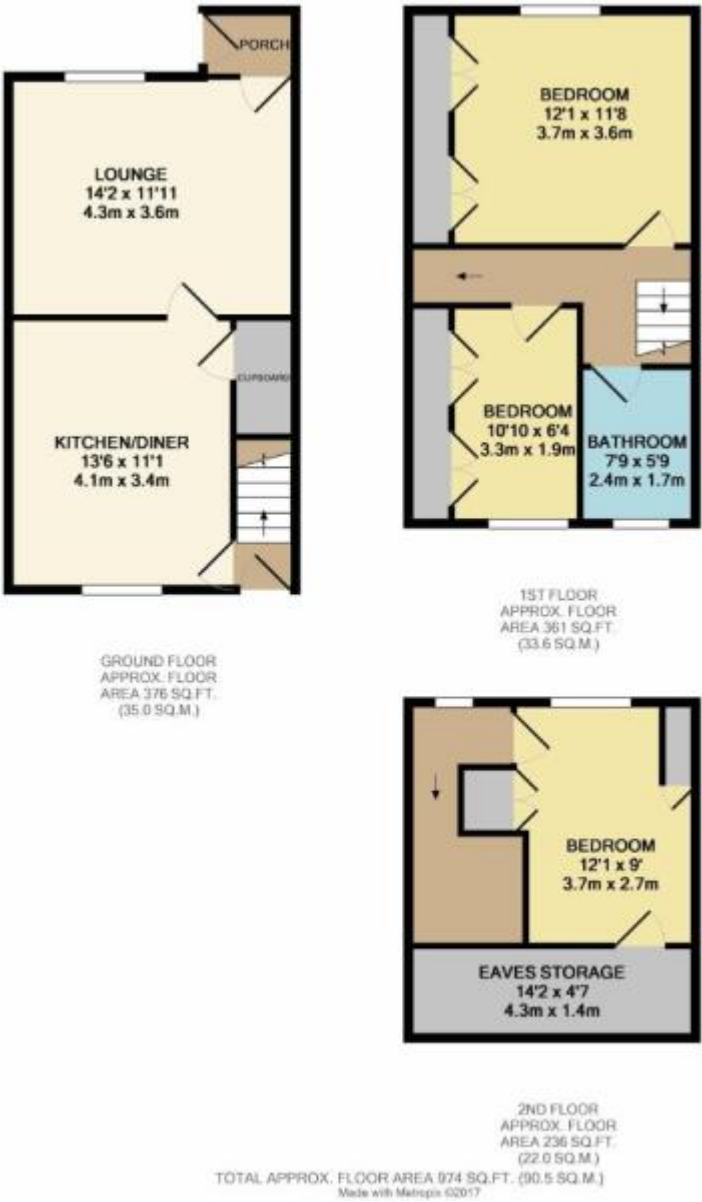 PORCH
LOUNGE
14'2 x 11'11
4.3m x 3.6m
CUPBOARD
KITCHEN/DINER
13'6 x 11'1
4.1m x 3.4m
GROUND FLOOR
APPROX. FLOOR
AREA 376 SQ.FT.
(35.0 SQ.M.)
BEDROOM
12'1 x 11'8
3.7m x 3.6m
BEDROOM
10'10 x 6'4
3.3m x 1.9m
BATHROOM
7'9 x 5'9
2.4m x 1.7m
1ST FLOOR
APPROX. FLOOR
AREA 361 SQ.FT.
(33.6 SQ.M.)
BEDROOM
12'1 x 9'
3.7m x 2.7m
EAVES STORAGE
14'2 x 4'7
4.3m x 1.4m
2ND FLOOR
APPROX. FLOOR
AREA 236 SQ.FT.
(22.0 SQ.M.)
TOTAL APPROX. FLOOR AREA 974 SQ.FT. (90.5 SQ.M.)
Made with Metropix ©2017